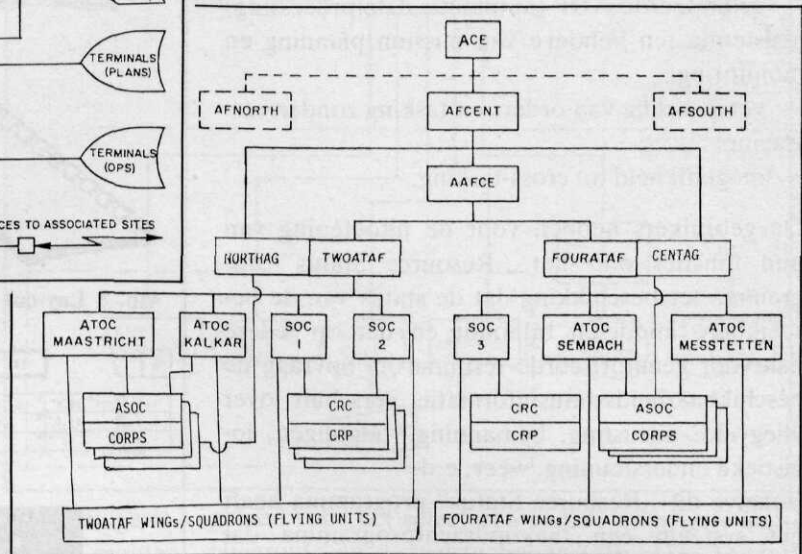 TERMINALS
(PLANS)
TERMINALS
(OPS)
CES TO ASSOCIATED SITES
ACE
AFNORTH
AFCENT
AFSOUTH
AAFCE
NORTHAG
TWOATAF
FOURATAF
CENTAG
ATOC
MAASTRICHT
ATOC
KALKAR
SOC
1
SOC
2
SOC
3
ATOC
SEMBACH
ATOC
MESSTETTEN
ASOC
CORPS
CRC
CRP
CRC
CRP
ASOC
CORPS
TWOATAF WINGs/SQUADRONS (FLYING UNITS)
FOURATAF WINGs/SQUADRONS (FLYING UNITS)